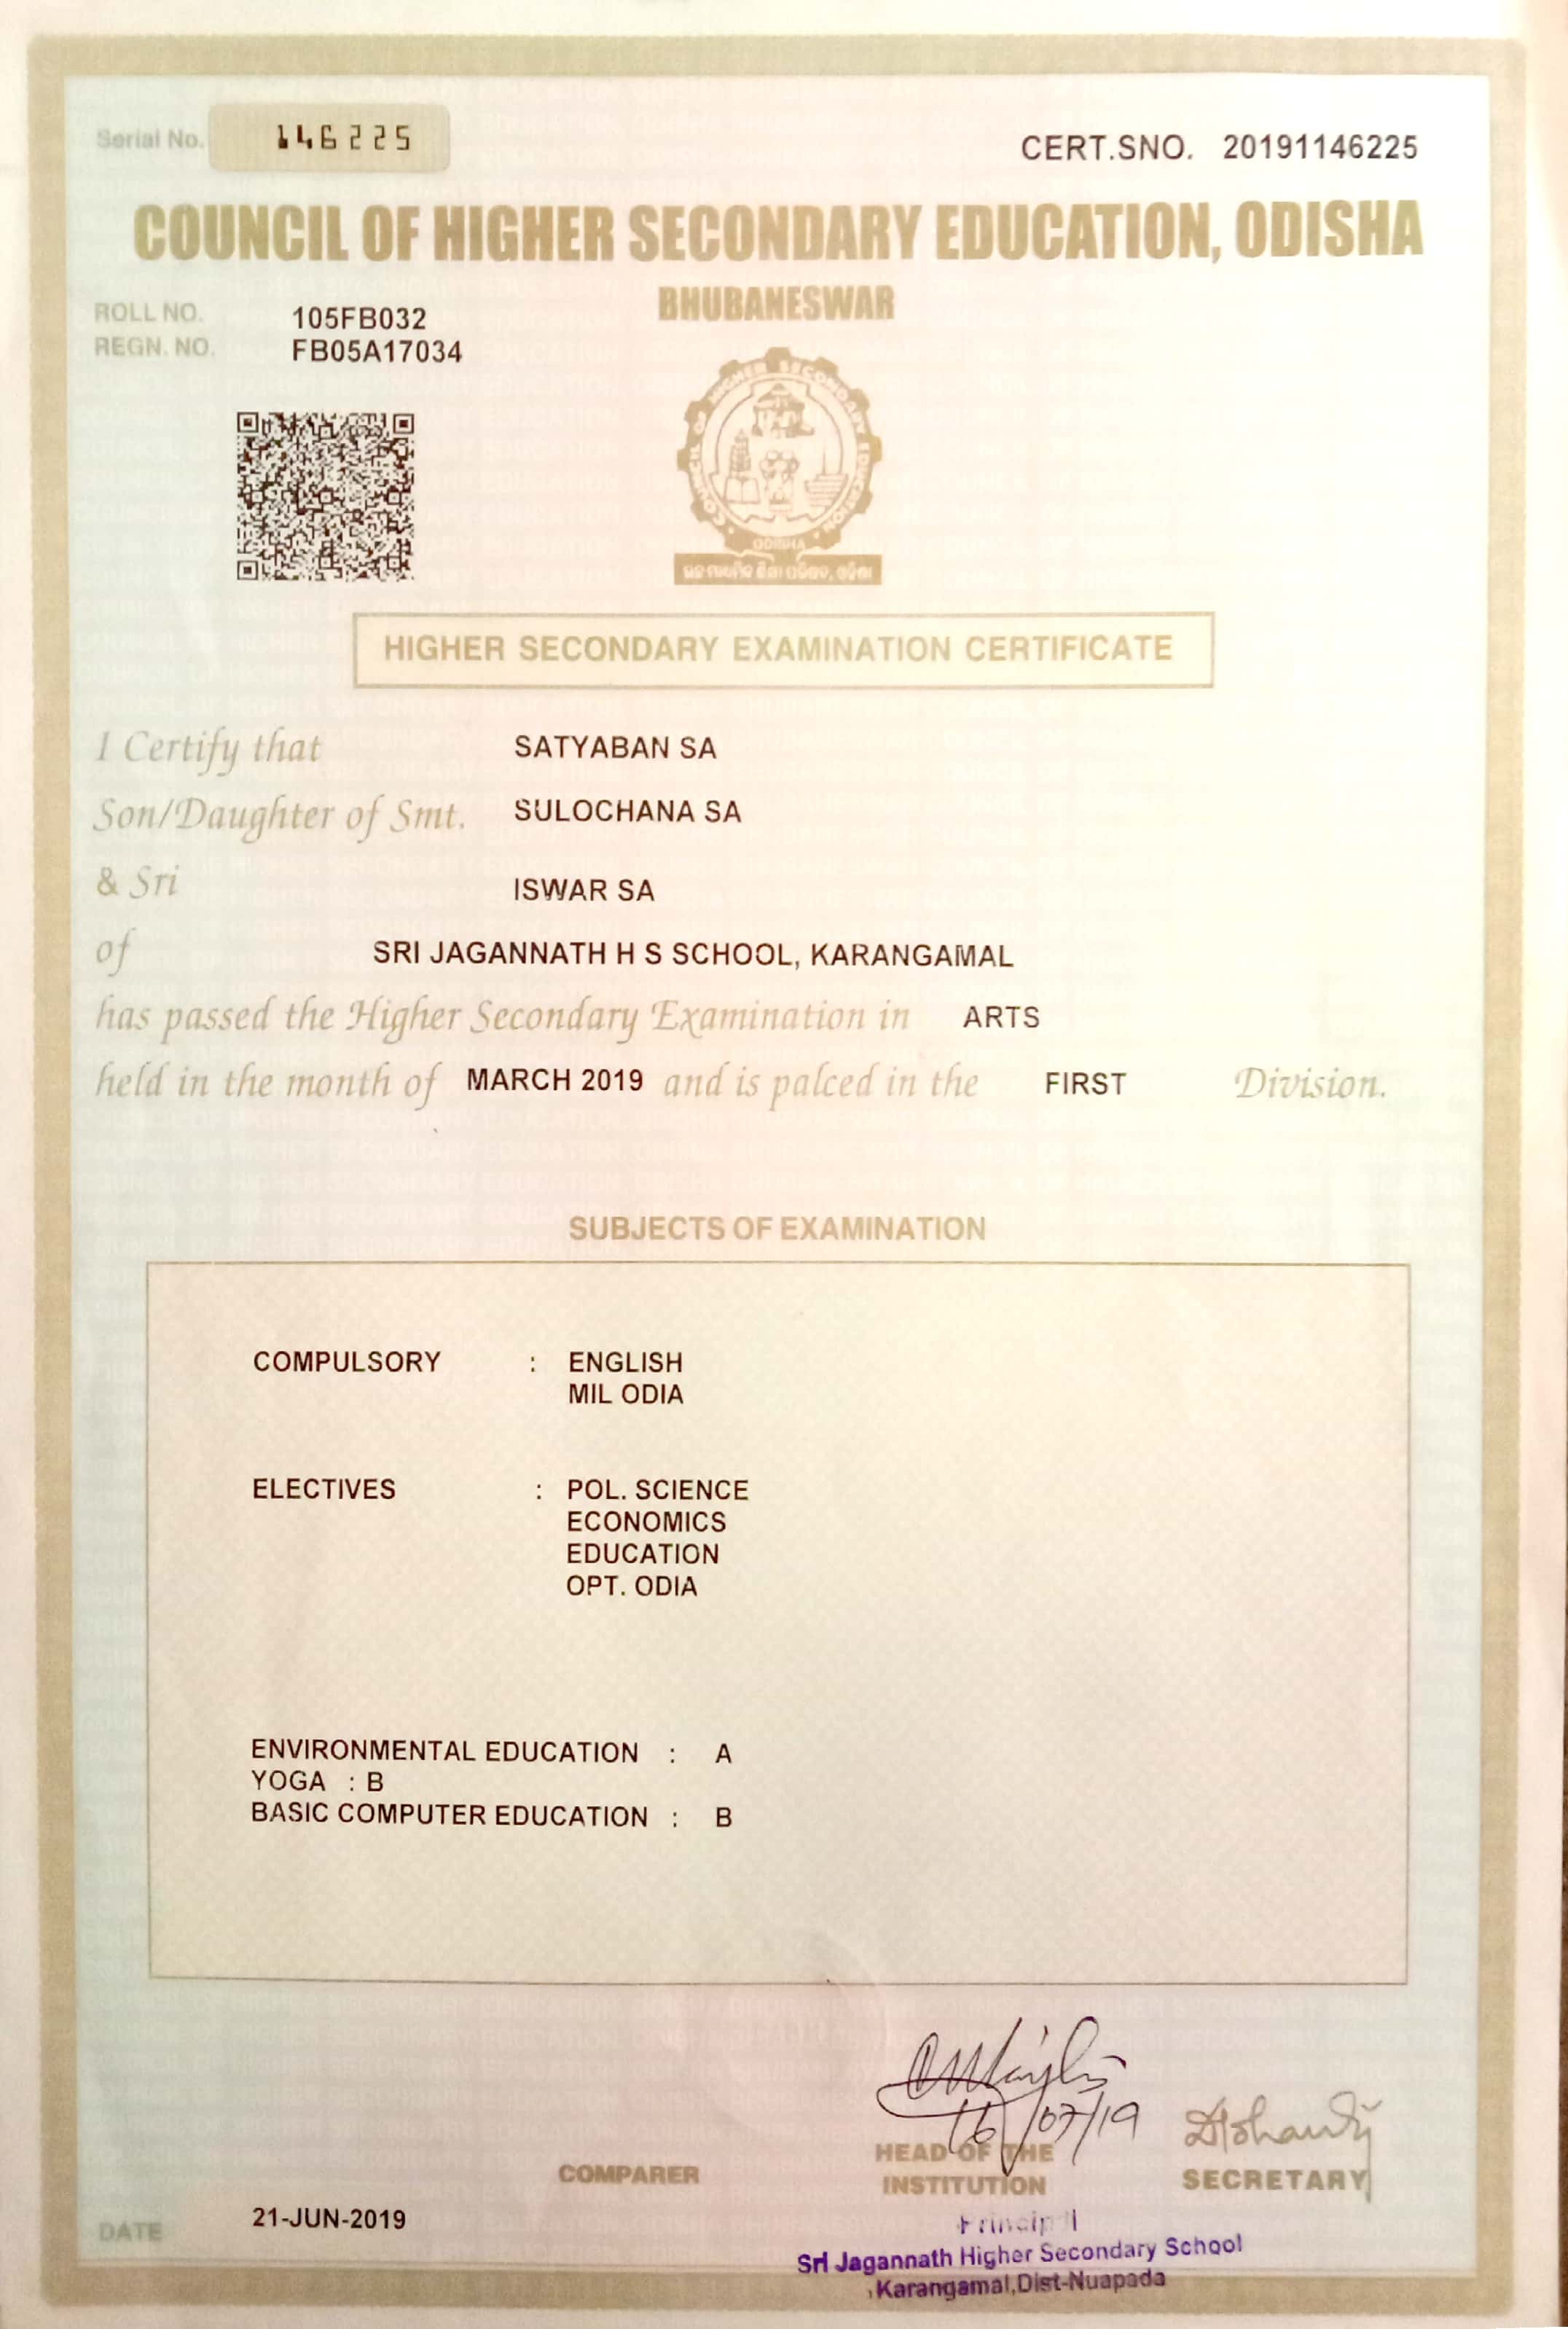 Serial No. 146225
CERT.SNO. 20191146225
COUNCIL OF HIGHER SECONDARY EDUCATION, ODISHA
BHUBANESWAR
ROLL NO. 105FB032
REGN. NO. FB05A17034
COUNCIL OF HIGHER SECONDARY EDUCATION
ODISHA
HIGHER SECONDARY EXAMINATION CERTIFICATE
I Certify that SATYABAN SA
Son/Daughter of Smt. SULOCHANA SA
& Sri ISWAR SA
of SRI JAGANNATH H S SCHOOL, KARANGAMAL
has passed the Higher Secondary Examination in ARTS
held in the month of MARCH 2019 and is palced in the FIRST Division.
SUBJECTS OF EXAMINATION
COMPULSORY : ENGLISH
MIL ODIA
ELECTIVES : POL. SCIENCE
ECONOMICS
EDUCATION
OPT. ODIA
ENVIRONMENTAL EDUCATION : A
YOGA : B
BASIC COMPUTER EDUCATION : B
16/07/19
COMPARER
HEAD OF THE
INSTITUTION
SECRETARY
DATE 21-JUN-2019
Principal
Sri Jagannath Higher Secondary School
Karangamal,Dist-Nuapada